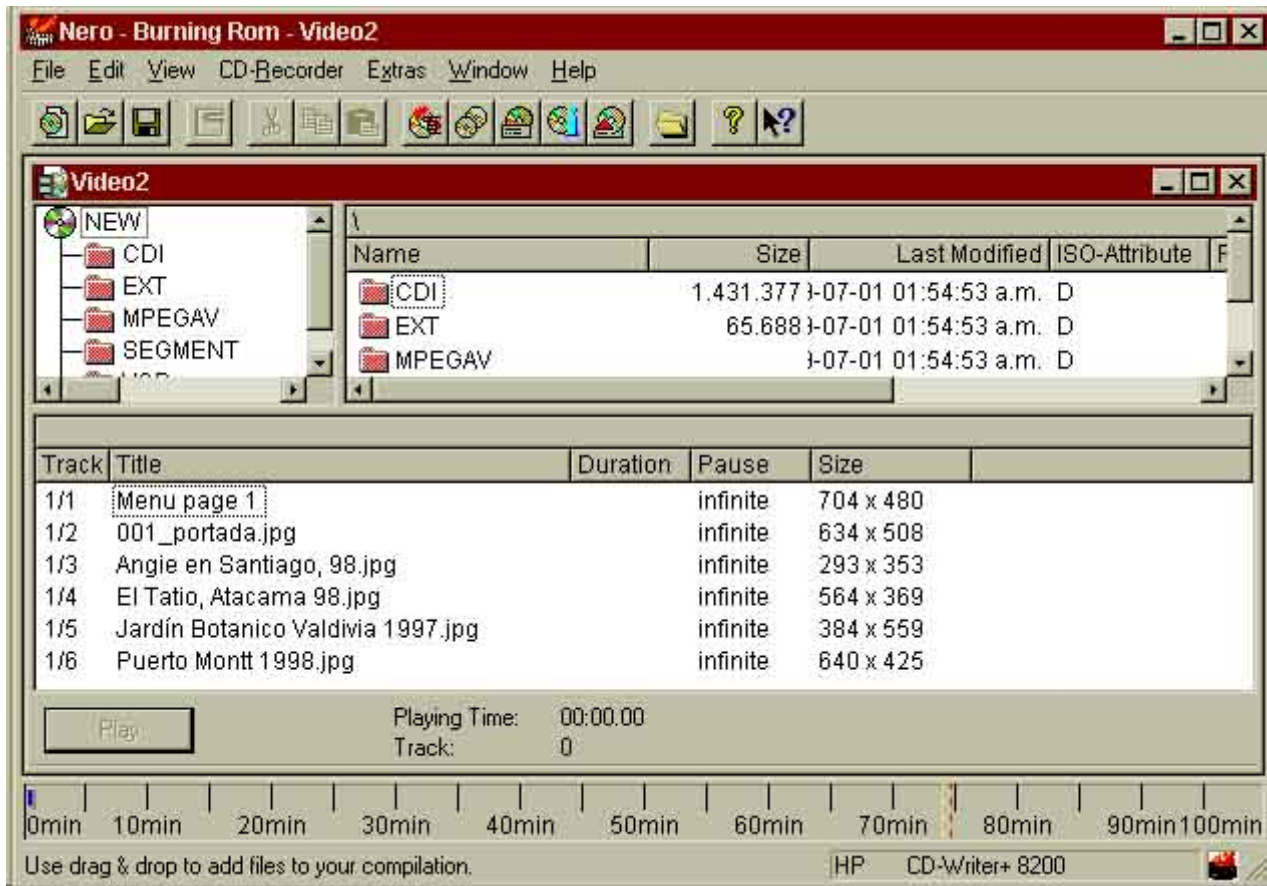 Nero - Burning Rom - Video2
File Edit View CD-Recorder Extras Window Help
Video2
NEW
CDI
EXT
MPEGAV
SEGMENT
\
Name Size Last Modified ISO-Attribute
CDI 1.431.377 -07-01 01:54:53 a.m. D
EXT 65.688 -07-01 01:54:53 a.m. D
MPEGAV -07-01 01:54:53 a.m. D
Track Title Duration Pause Size
1/1 Menu page 1 infinite 704 x 480
1/2 001_portada.jpg infinite 634 x 508
1/3 Angie en Santiago, 98.jpg infinite 293 x 353
1/4 El Tatio, Atacama 98.jpg infinite 564 x 369
1/5 Jardín Botanico Valdivia 1997.jpg infinite 384 x 559
1/6 Puerto Montt 1998.jpg infinite 640 x 425
Play
Playing Time: 00:00.00
Track: 0
0min 10min 20min 30min 40min 50min 60min 70min 80min 90min 100min
Use drag & drop to add files to your compilation. HP CD-Writer+ 8200